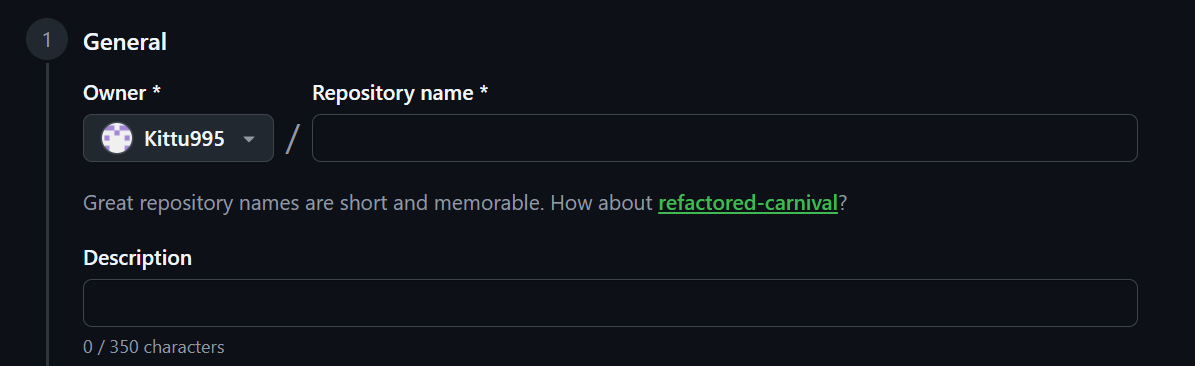 1 General
Owner * Repository name *
Kittu995 /
Great repository names are short and memorable. How about refactored-carnival?
Description
0 / 350 characters